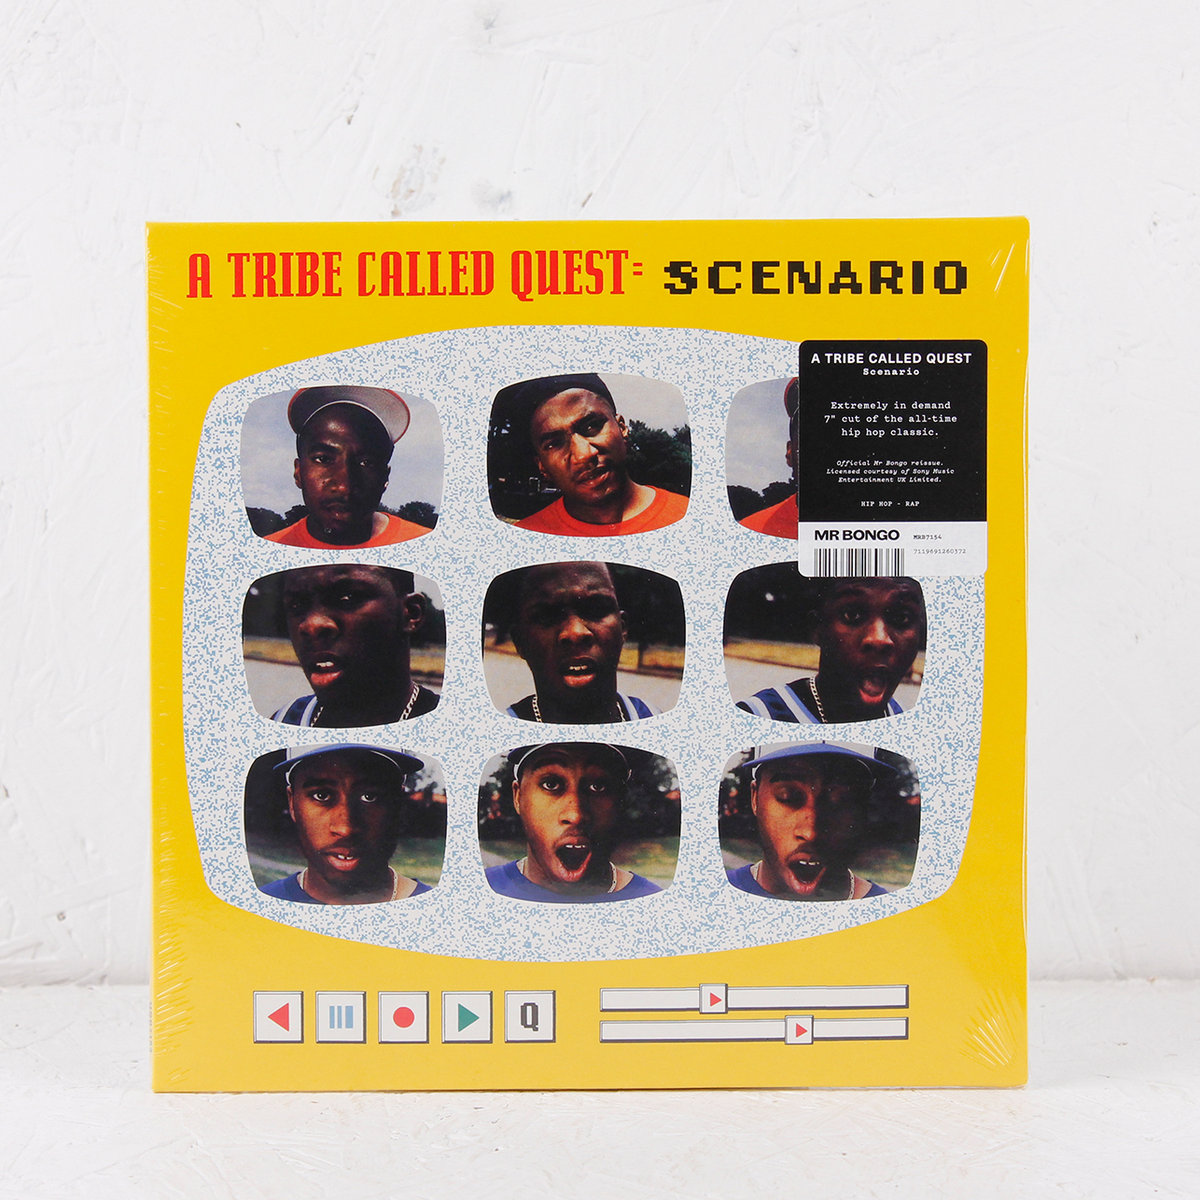 A TRIBE CALLED QUEST: SCENARIO
A TRIBE CALLED QUEST
Scenario
Extremely in demand
7" cut of the all-time
hip hop classic.
Official Mr Bongo reissue.
Licensed courtesy of Sony Music
Entertainment UK Limited.
HIP HOP - RAP
MR BONGO
MRB7154
7119691260372
Q